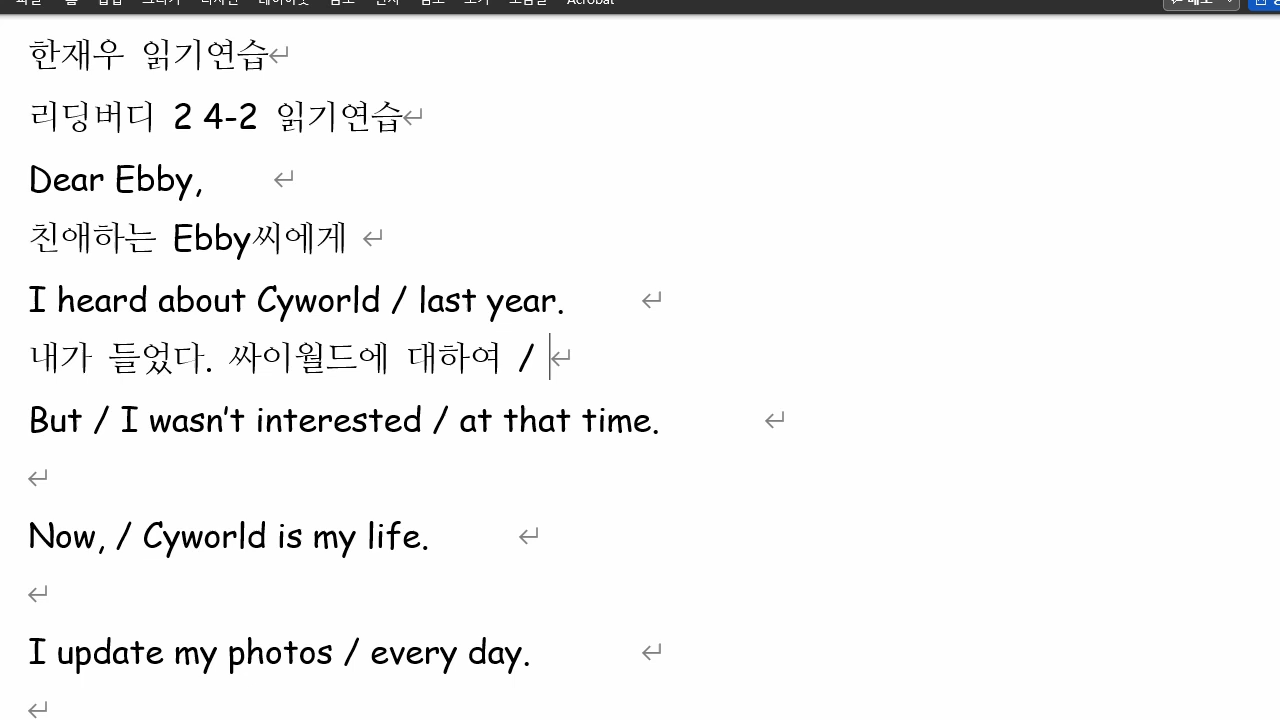 Acrobat
한재우 읽기연습
리딩버디 2 4-2 읽기연습
Dear Ebby,
친애하는 Ebby씨에게
I heard about Cyworld / last year.
내가 들었다. 싸이월드에 대하여 /
But / I wasn't interested / at that time.
Now, / Cyworld is my life.
I update my photos / every day.